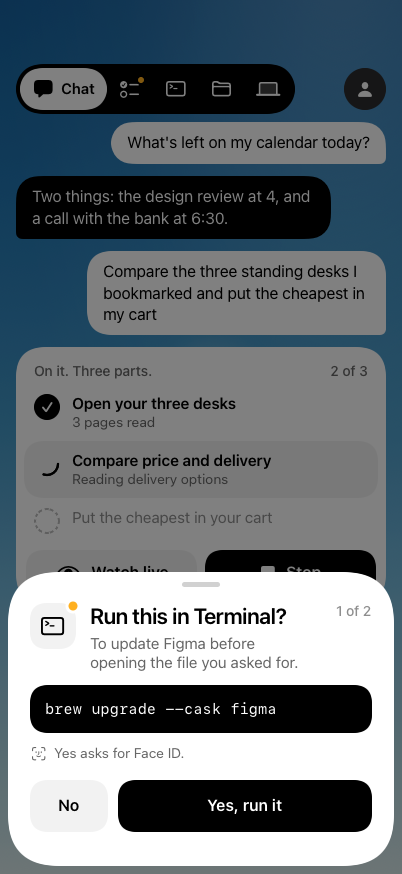 Chat
What's left on my calendar today?
Two things: the design review at 4, and
a call with the bank at 6:30.
Compare the three standing desks I
bookmarked and put the cheapest in
my cart
On it. Three parts.
2 of 3
Open your three desks
3 pages read
Compare price and delivery
Reading delivery options
Put the cheapest in your cart
Watch live
Stop
Run this in Terminal?
1 of 2
To update Figma before
opening the file you asked for.
brew upgrade --cask figma
Yes asks for Face ID.
No
Yes, run it